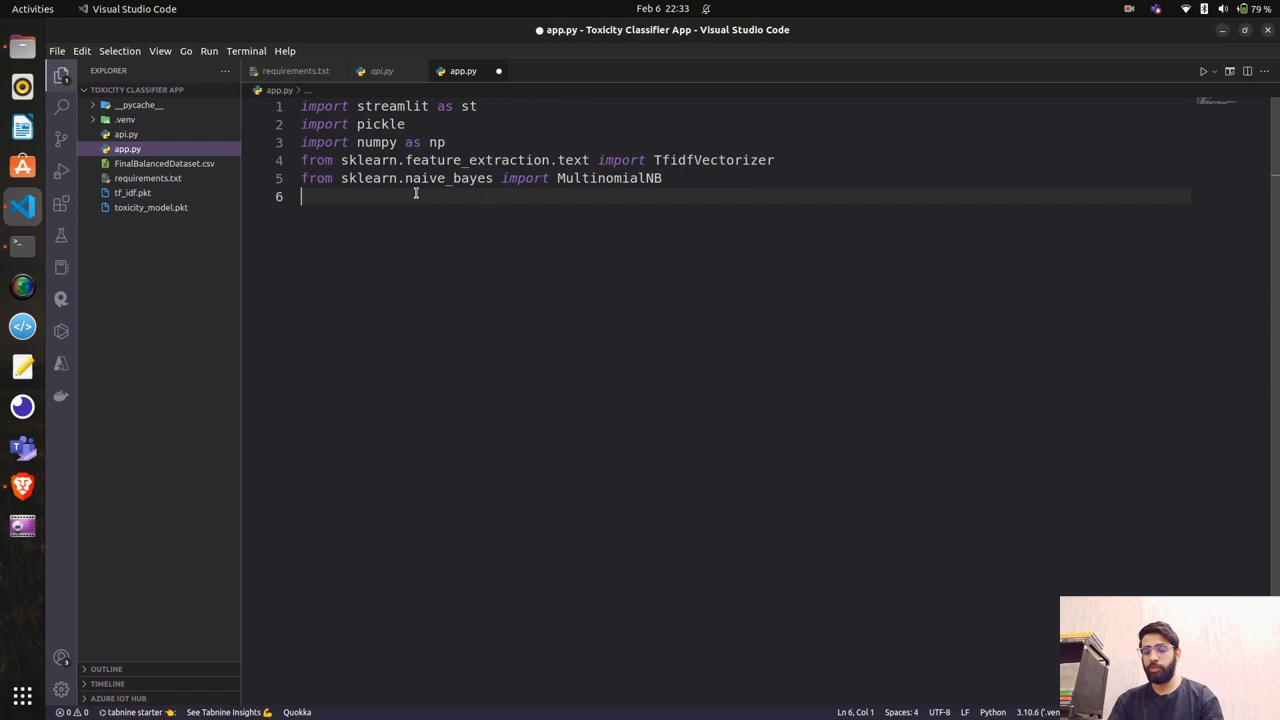 Activities
Visual Studio Code
Feb 6 22:33
79 %
● app.py - Toxicity Classifier App - Visual Studio Code
File Edit Selection View Go Run Terminal Help
EXPLORER
requirements.txt
api.py
app.py
TOXICITY CLASSIFIER APP
app.py > ...
__pycache__
.venv
api.py
app.py
FinalBalancedDataset.csv
requirements.txt
tf_idf.pkt
toxicity_model.pkt
1 import streamlit as st
2 import pickle
3 import numpy as np
4 from sklearn.feature_extraction.text import TfidfVectorizer
5 from sklearn.naive_bayes import MultinomialNB
6
OUTLINE
TIMELINE
AZURE IOT HUB
0 0 tabnine starter See Tabnine Insights Quokka
Ln 6, Col 1 Spaces: 4 UTF-8 LF Python 3.10.6 ('.ven